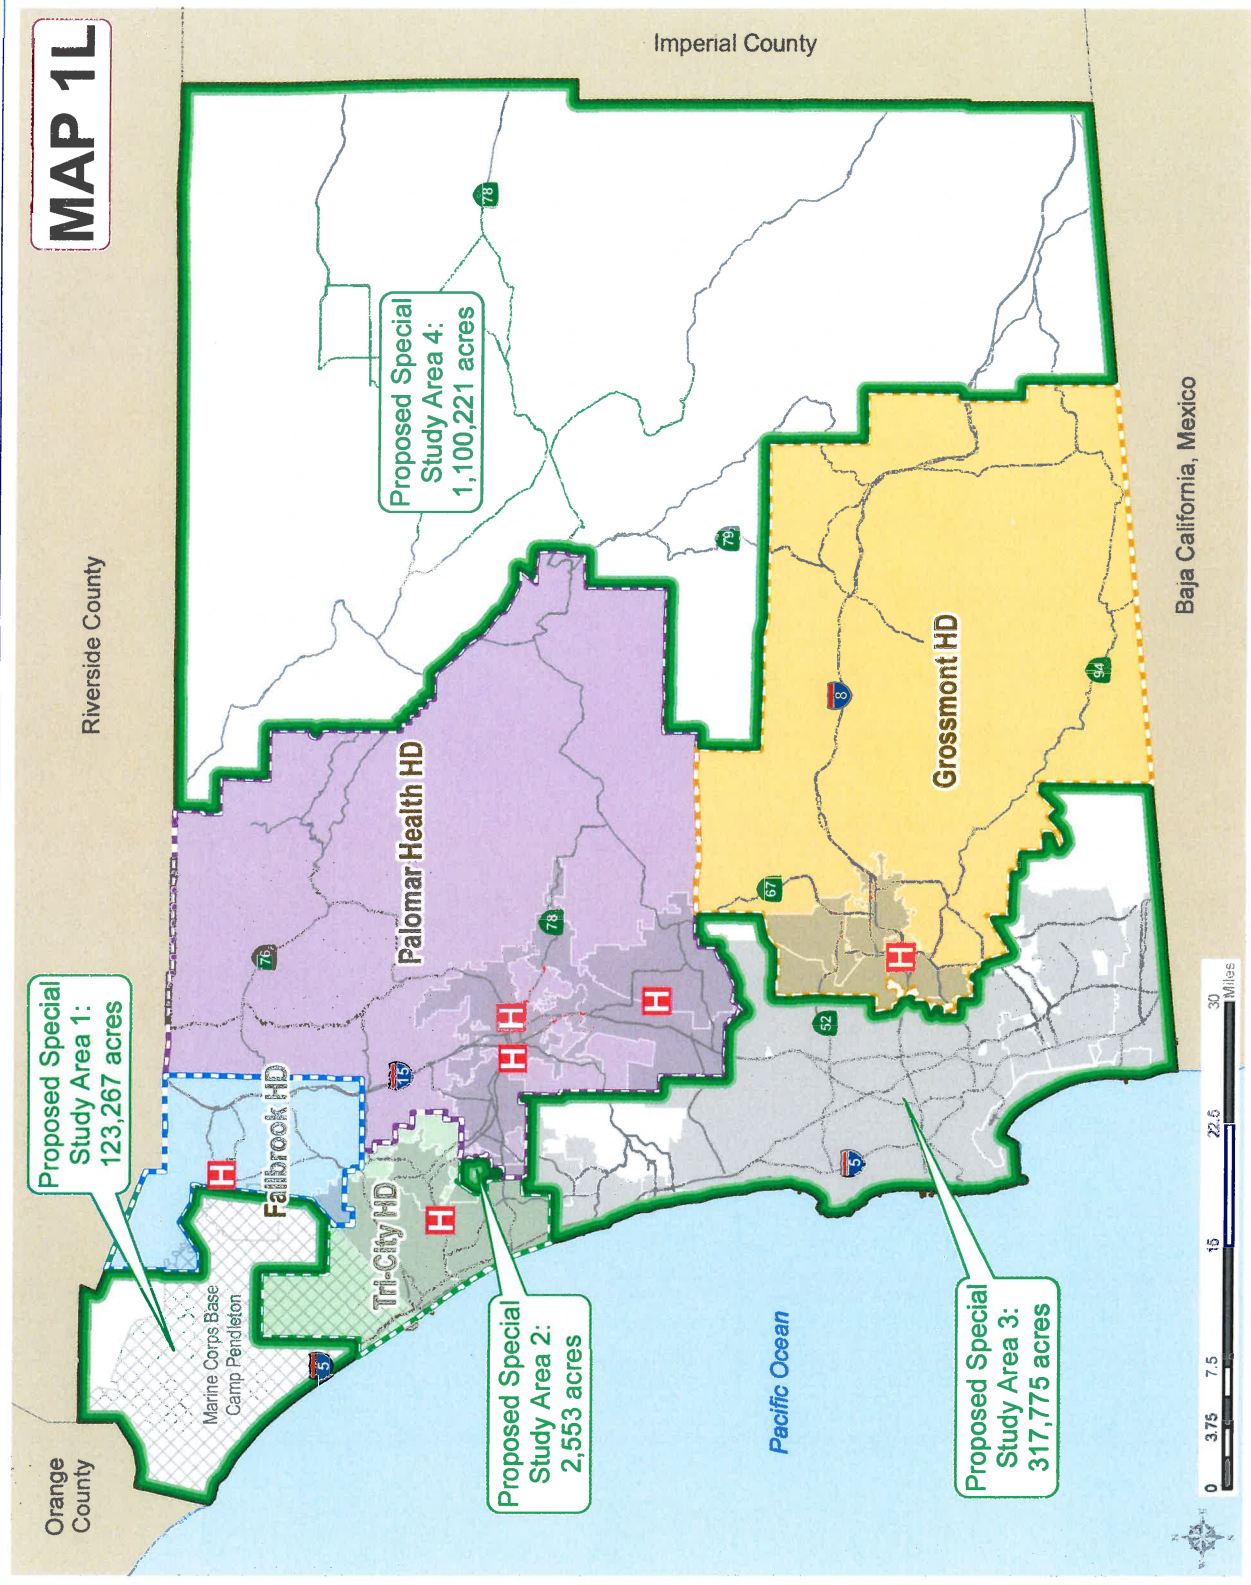 MAP 1L
Orange
County
Riverside County
Imperial County
Baja California, Mexico
Pacific Ocean
Proposed Special
Study Area 1:
123,267 acres
Proposed Special
Study Area 2:
2,553 acres
Proposed Special
Study Area 3:
317,775 acres
Proposed Special
Study Area 4:
1,100,221 acres
Marine Corps Base
Camp Pendleton
Fallbrook HD
Tri-City HD
Palomar Health HD
Grossmont HD
H
H
H
H
H
H
5
15
76
78
78
79
67
52
8
94
5
0
3.75
7.5
15
22.5
30
Miles